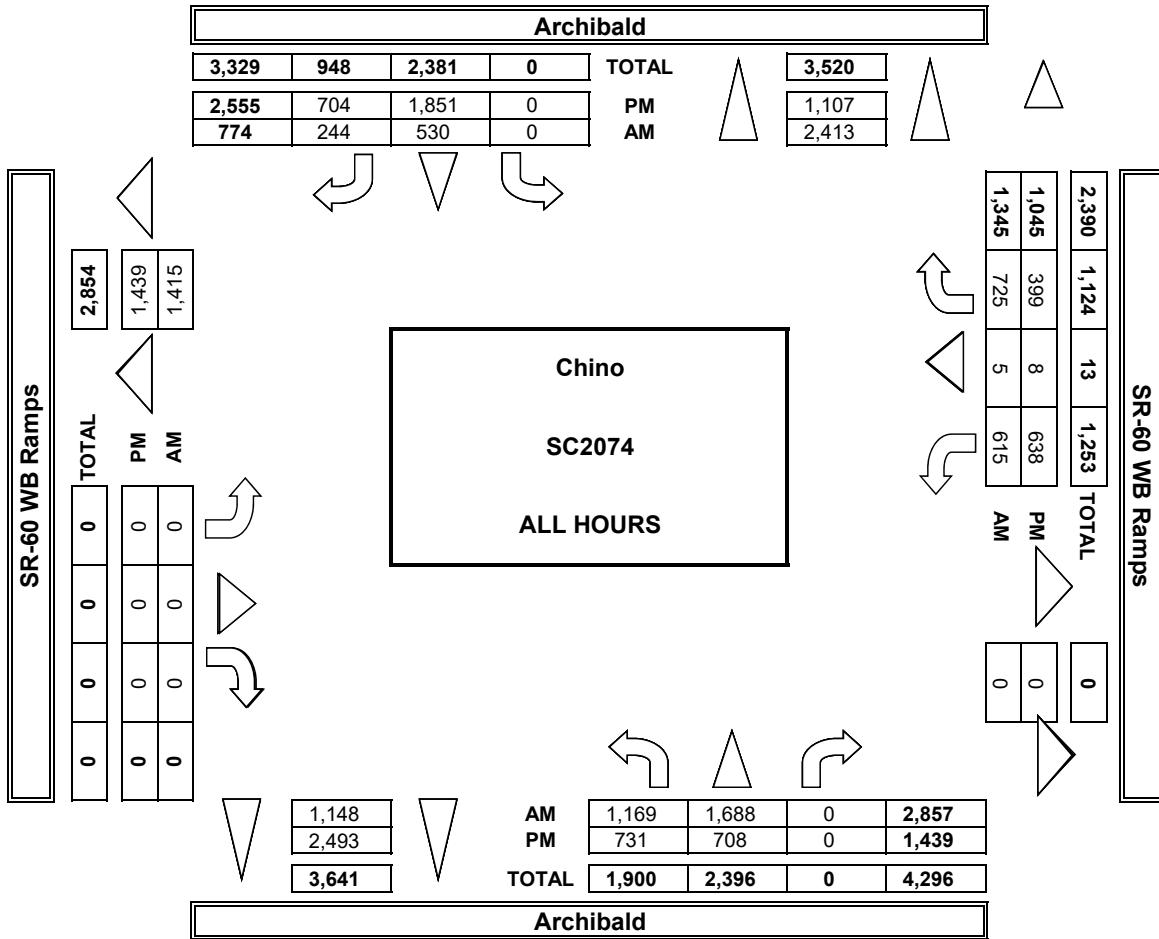 Archibald
3,329 948 2,381 0 TOTAL 3,520
2,555 704 1,851 0 PM 1,107
774 244 530 0 AM 2,413
SR-60 WB Ramps
2,854
1,439
1,415
TOTAL 0 0 0 0
PM 0 0 0 0
AM 0 0 0 0
Chino
SC2074
ALL HOURS
2,390 1,124 13 1,253 TOTAL 0
1,045 399 8 638 PM 0
1,345 725 5 615 AM 0
SR-60 WB Ramps
1,148 AM 1,169 1,688 0 2,857
2,493 PM 731 708 0 1,439
3,641 TOTAL 1,900 2,396 0 4,296
Archibald